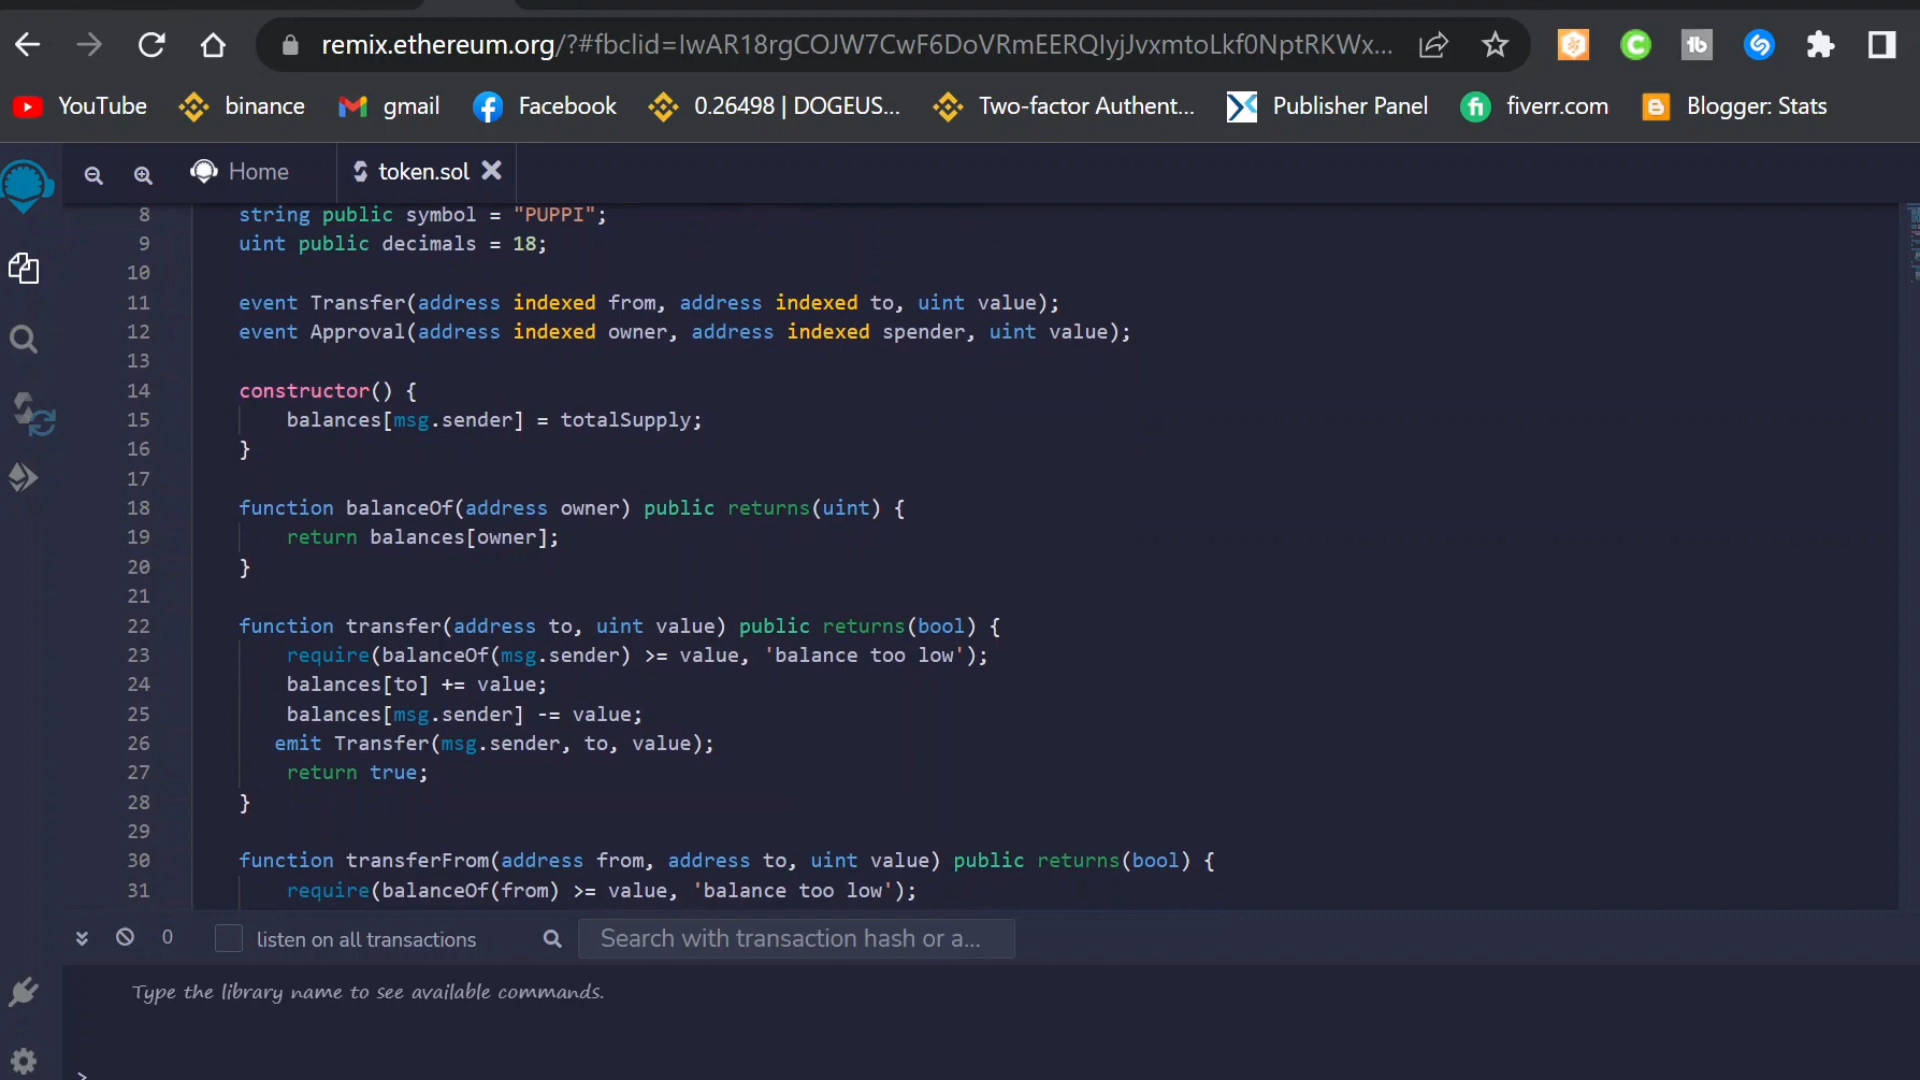 remix.ethereum.org/?#fbclid=IwAR18rgCOJW7CwF6DoVRmEERQIyjJvxmtoLkf0NptRKWx...
YouTube binance gmail Facebook 0.26498 | DOGEUS... Two-factor Authent... Publisher Panel fiverr.com Blogger: Stats
Home token.sol
8 string public symbol = "PUPPI";
9 uint public decimals = 18;
10
11 event Transfer(address indexed from, address indexed to, uint value);
12 event Approval(address indexed owner, address indexed spender, uint value);
13
14 constructor() {
15 balances[msg.sender] = totalSupply;
16 }
17
18 function balanceOf(address owner) public returns(uint) {
19 return balances[owner];
20 }
21
22 function transfer(address to, uint value) public returns(bool) {
23 require(balanceOf(msg.sender) >= value, 'balance too low');
24 balances[to] += value;
25 balances[msg.sender] -= value;
26 emit Transfer(msg.sender, to, value);
27 return true;
28 }
29
30 function transferFrom(address from, address to, uint value) public returns(bool) {
31 require(balanceOf(from) >= value, 'balance too low');
0 listen on all transactions Search with transaction hash or a...
Type the library name to see available commands.
>